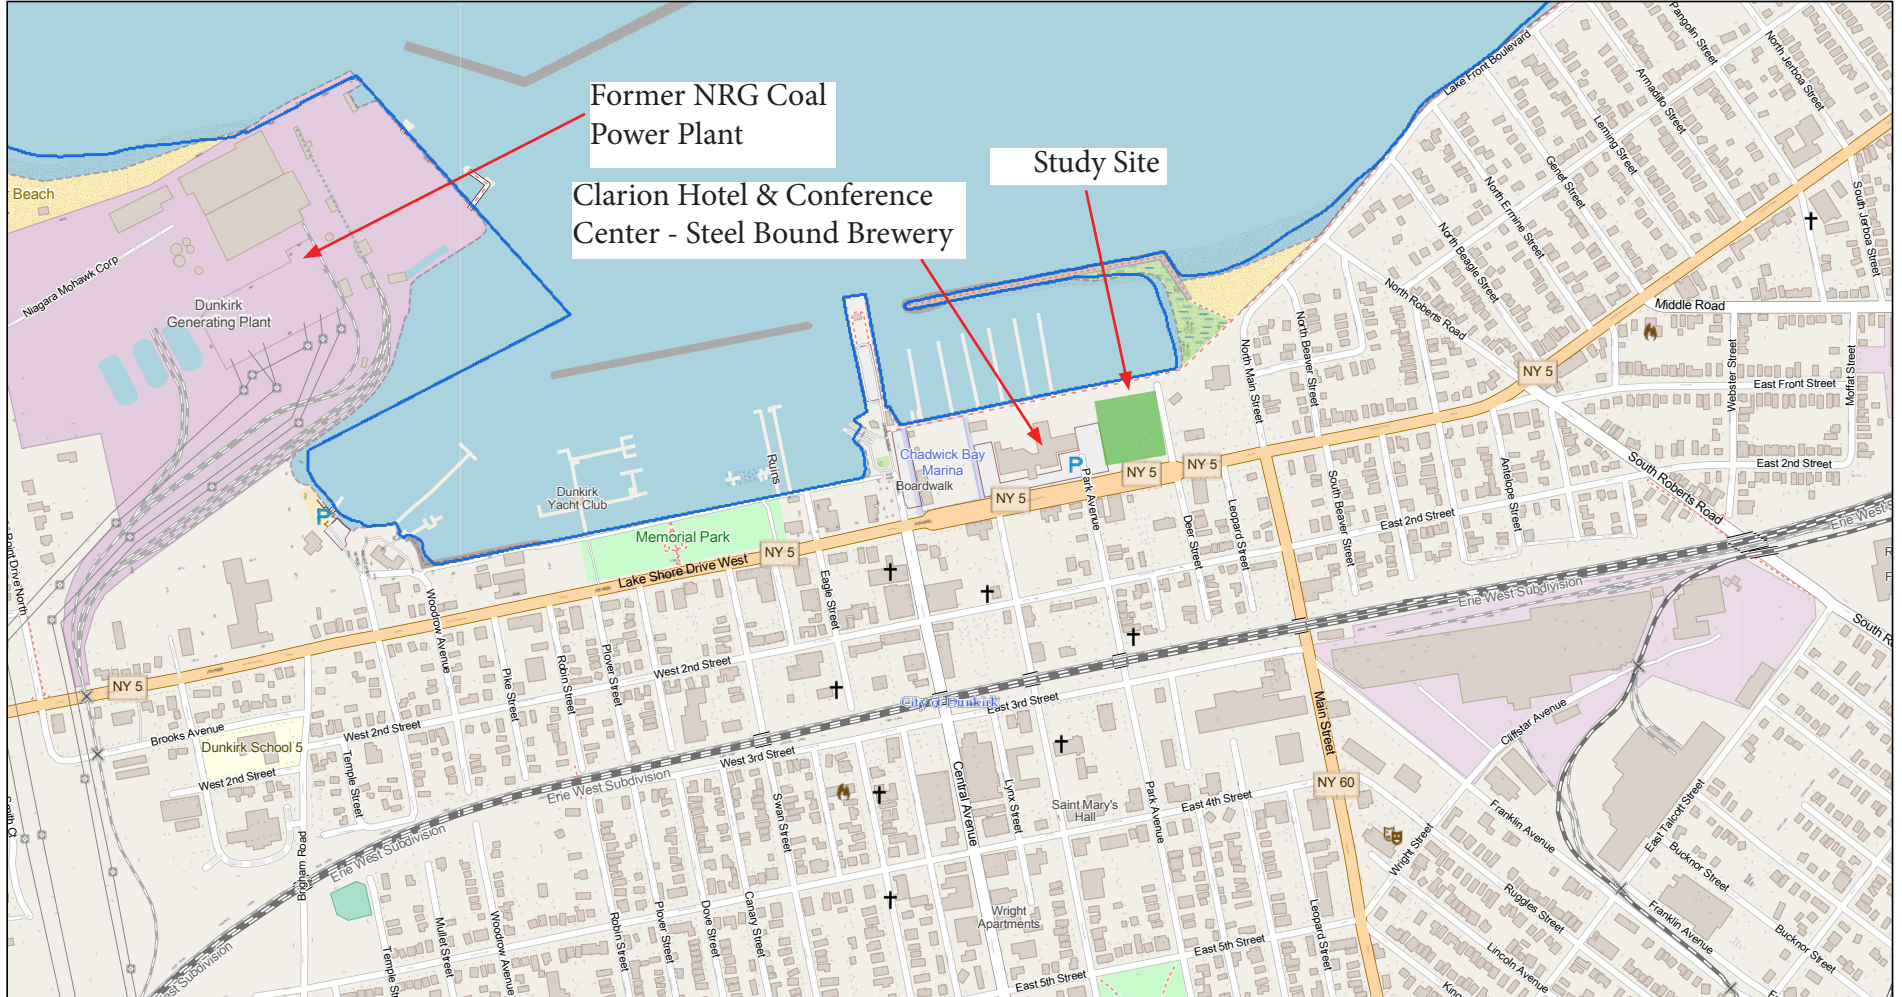 Former NRG Coal
Power Plant
Clarion Hotel & Conference
Center - Steel Bound Brewery
Study Site
Beach
Niagara Mohawk Corp
Dunkirk
Generating Plant
Lake Front Boulevard
Pangolin Street
North Jerboa Street
Armadillo Street
Leming Street
Genet Street
North Ermine Street
North Beagle Street
South Jerboa Street
North Roberts Road
Middle Road
North Beaver Street
North Main Street
NY 5
East Front Street
Webster Street
Moffat Street
East 2nd Street
South Roberts Road
Antelope Street
South Beaver Street
Leopard Street
Deer Street
East 2nd Street
NY 5
NY 5
NY 5
P
Park Avenue
Chadwick Bay
Marina
Boardwalk
Ruins
Dunkirk
Yacht Club
Memorial Park
NY 5
Lake Shore Drive West
P
Point Drive North
Woodrow Avenue
Eagle Street
Pike Street
Robin Street
Plover Street
West 2nd Street
NY 5
Brooks Avenue
Dunkirk School 5
West 2nd Street
West 2nd Street
Temple Street
Brigham Road
City of Dunkirk
East 3rd Street
West 3rd Street
Erie West Subdivision
Erie West Subdivision
Erie West Subdivision
Erie West S
South R
Main Street
NY 60
Cliffstar Avenue
Central Avenue
Lynx Street
Swan Street
Saint Mary's
Hall
Park Avenue
East 4th Street
Wright Street
Franklin Avenue
East Talcott Street
Bucknor Street
Ruggles Street
Franklin Avenue
Bucknor Street
Lincoln Avenue
King
Leopard Street
East 5th Street
East 5th Street
Wright
Apartments
Canary Street
Dove Street
Plover Street
Robin Street
Woodrow Avenue
Mullet Street
Temple St
est Subdivision
Smith Ct
R
F
F